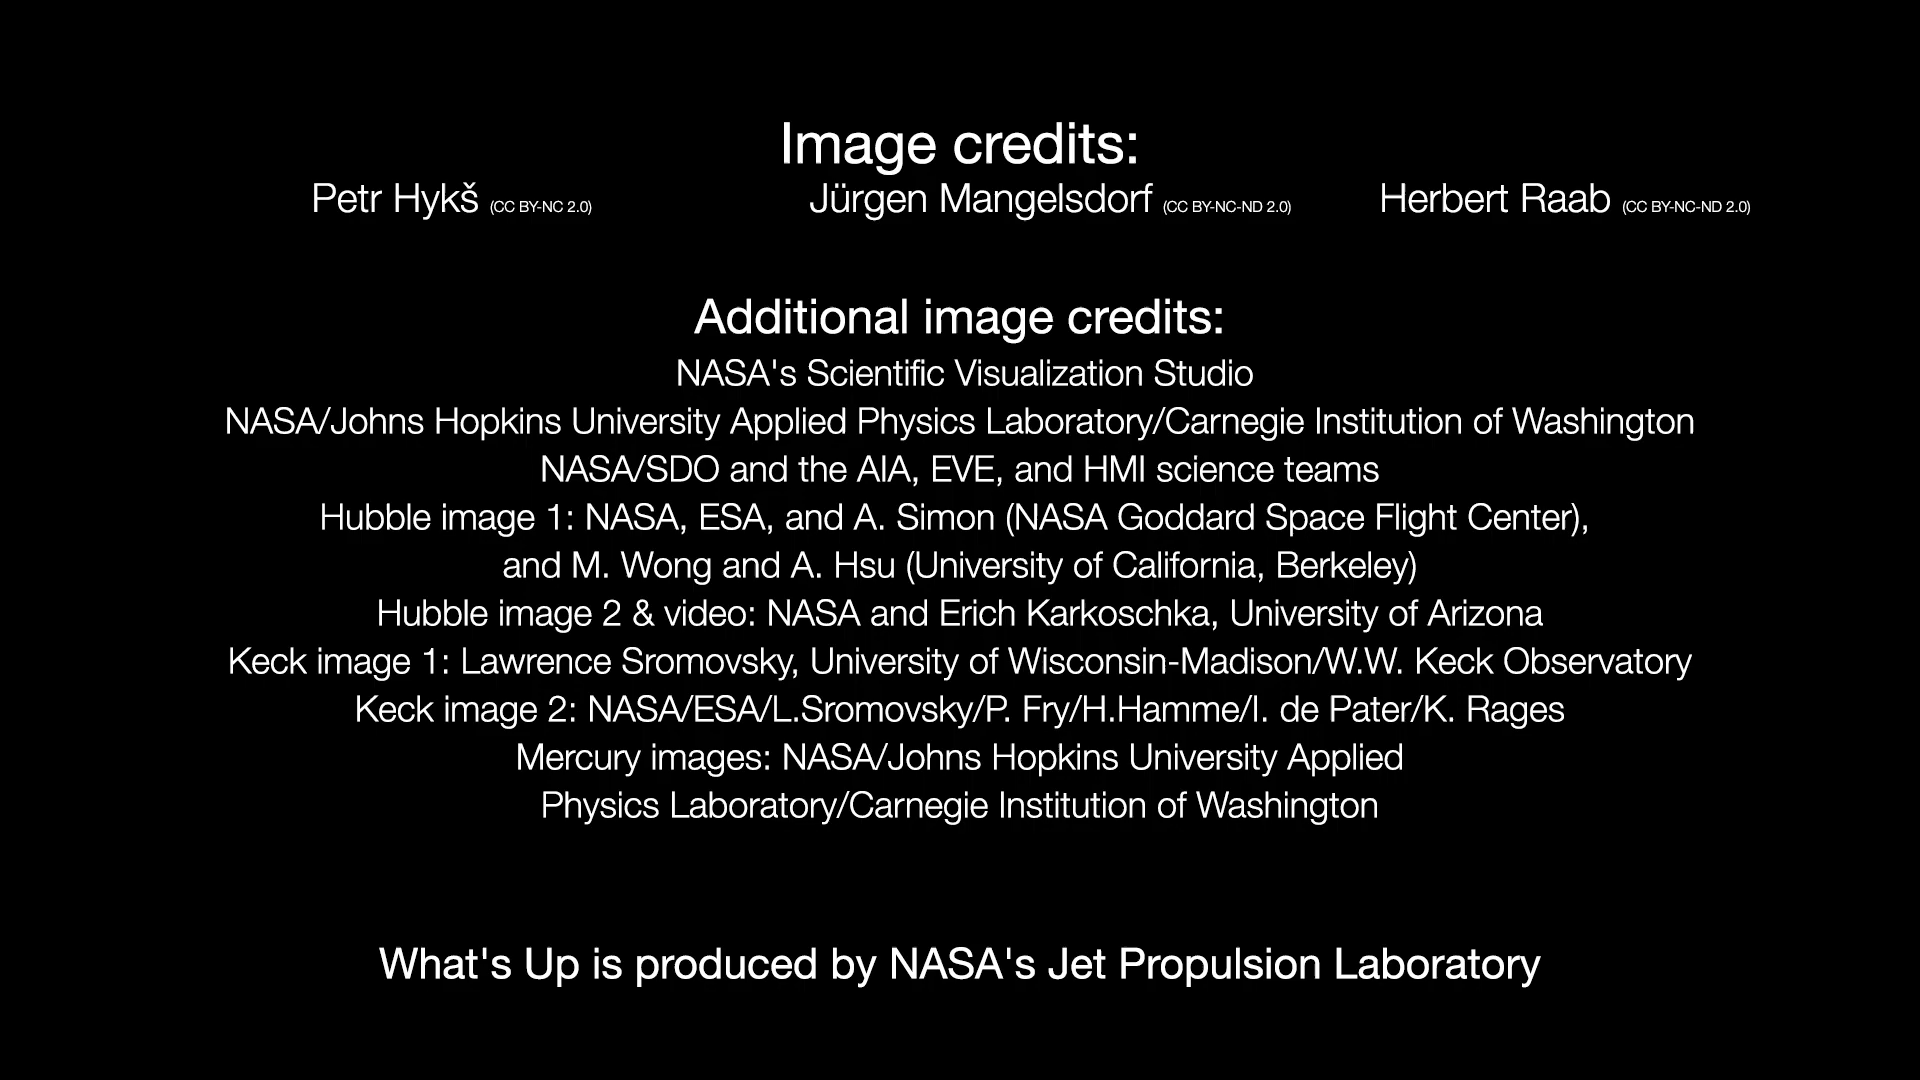 Image credits:
Petr Hykš (CC BY-NC 2.0) Jürgen Mangelsdorf (CC BY-NC-ND 2.0) Herbert Raab (CC BY-NC-ND 2.0)
Additional image credits:
NASA's Scientific Visualization Studio
NASA/Johns Hopkins University Applied Physics Laboratory/Carnegie Institution of Washington
NASA/SDO and the AIA, EVE, and HMI science teams
Hubble image 1: NASA, ESA, and A. Simon (NASA Goddard Space Flight Center),
and M. Wong and A. Hsu (University of California, Berkeley)
Hubble image 2 & video: NASA and Erich Karkoschka, University of Arizona
Keck image 1: Lawrence Sromovsky, University of Wisconsin-Madison/W.W. Keck Observatory
Keck image 2: NASA/ESA/L.Sromovsky/P. Fry/H.Hamme/I. de Pater/K. Rages
Mercury images: NASA/Johns Hopkins University Applied
Physics Laboratory/Carnegie Institution of Washington
What's Up is produced by NASA's Jet Propulsion Laboratory